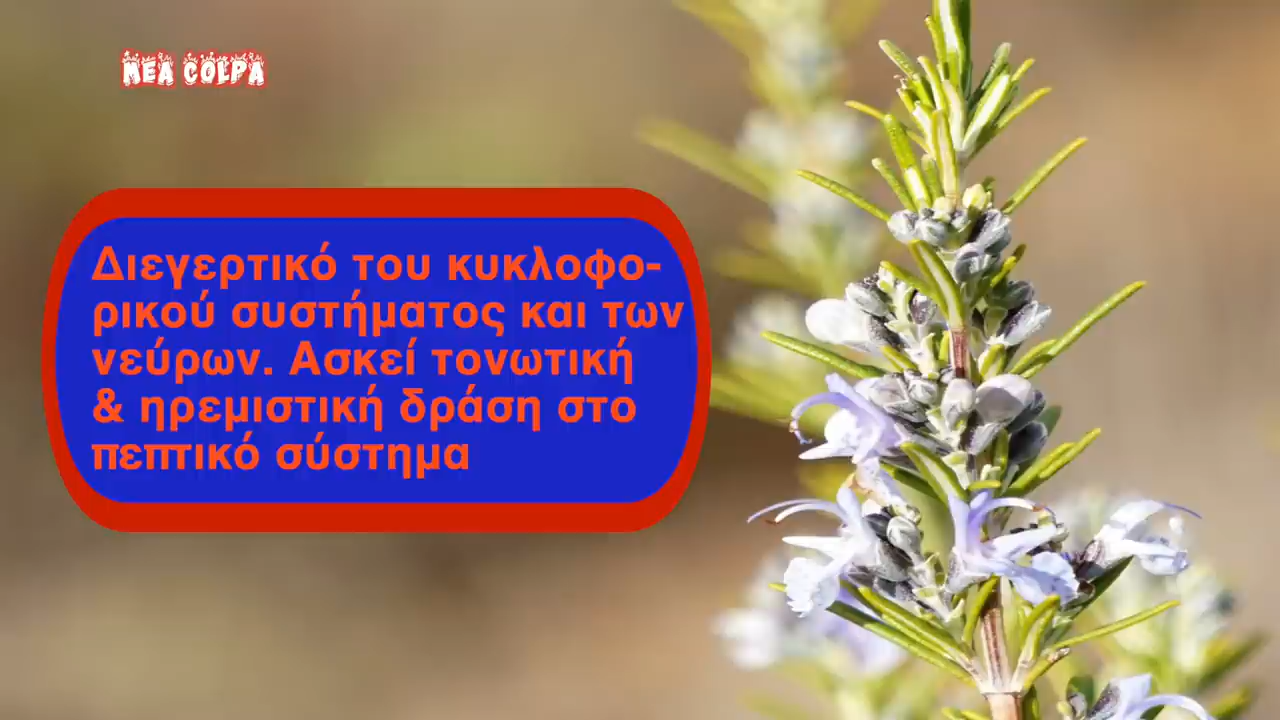 MEA COLPA
Διεγερτικό του κυκλοφο-
ρικού συστήματος και των
νεύρων. Ασκεί τονωτική
& ηρεμιστική δράση στο
πεπτικό σύστημα